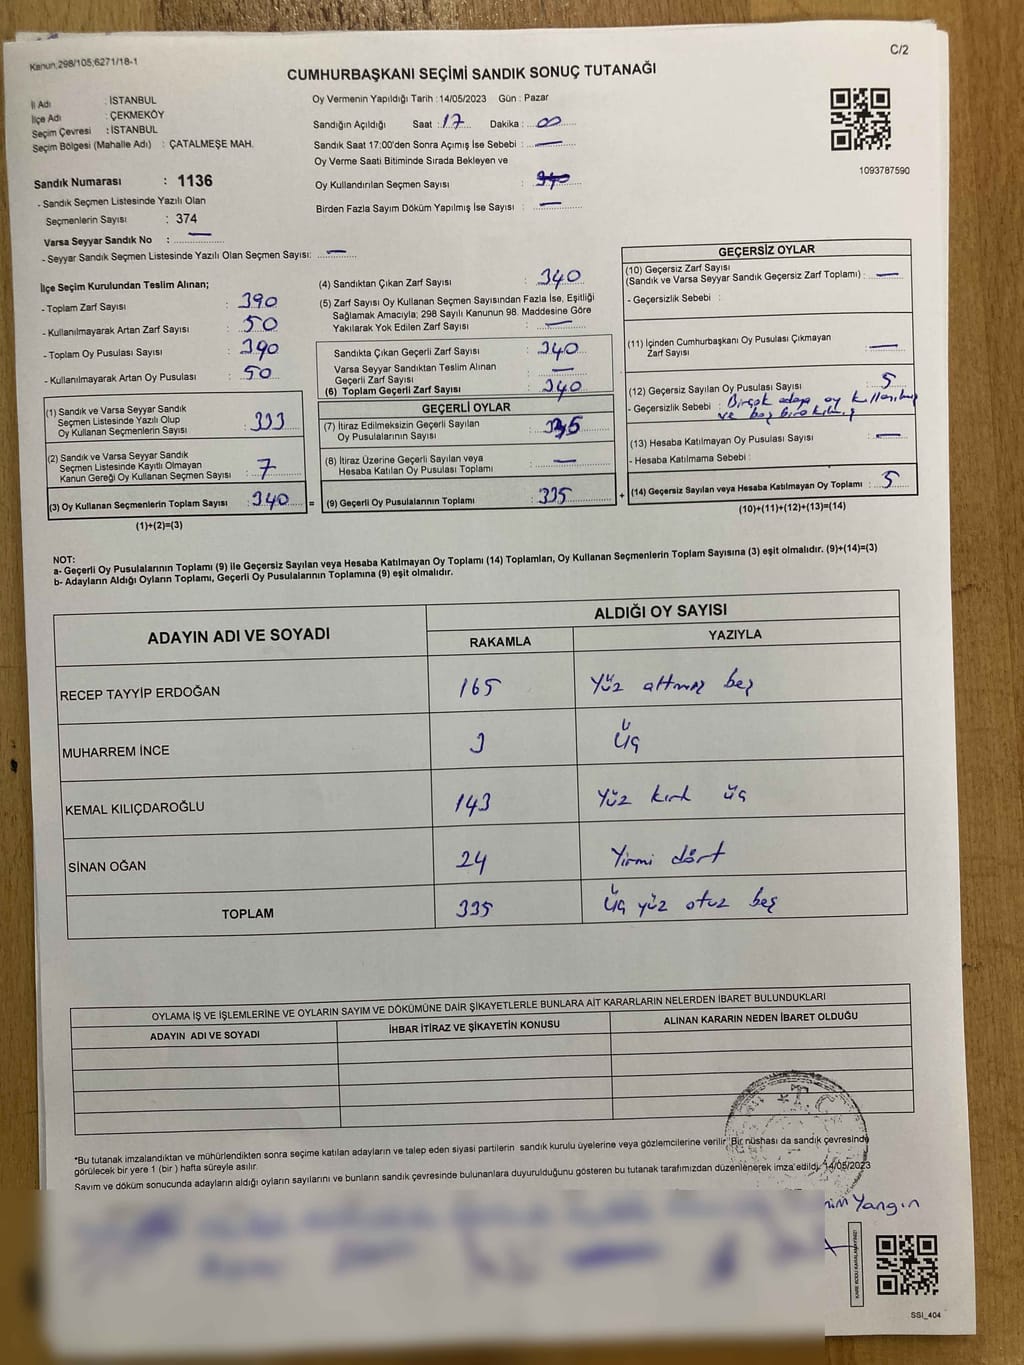 Kanun;298/105;6271/18-1
C/2
CUMHURBAŞKANI SEÇİMİ SANDIK SONUÇ TUTANAĞI
İl Adı : İSTANBUL
İlçe Adı : ÇEKMEKÖY
Seçim Çevresi : İSTANBUL
Seçim Bölgesi (Mahalle Adı) : ÇATALMEŞE MAH.
Sandık Numarası : 1136
- Sandık Seçmen Listesinde Yazılı Olan
Seçmenlerin Sayısı : 374
Varsa Seyyar Sandık No : —
- Seyyar Sandık Seçmen Listesinde Yazılı Olan Seçmen Sayısı: —
Oy Vermenin Yapıldığı Tarih : 14/05/2023 Gün : Pazar
Sandığın Açıldığı Saat : 17 Dakika : 00
Sandık Saat 17:00'den Sonra Açımış İse Sebebi : —
Oy Verme Saati Bitiminde Sırada Bekleyen ve
Oy Kullandırılan Seçmen Sayısı : 340
Birden Fazla Sayım Döküm Yapılmış İse Sayısı : —
1093787590
İlçe Seçim Kurulundan Teslim Alınan;
- Toplam Zarf Sayısı : 390
- Kullanılmayarak Artan Zarf Sayısı : 50
- Toplam Oy Pusulası Sayısı : 390
- Kullanılmayarak Artan Oy Pusulası : 50
(1) Sandık ve Varsa Seyyar Sandık
Seçmen Listesinde Yazılı Olup
Oy Kullanan Seçmenlerin Sayısı : 333
(2) Sandık ve Varsa Seyyar Sandık
Seçmen Listesinde Kayıtlı Olmayan
Kanun Gereği Oy Kullanan Seçmen Sayısı : 7
(3) Oy Kullanan Seçmenlerin Toplam Sayısı : 340 =
(1)+(2)=(3)
(4) Sandıktan Çıkan Zarf Sayısı : 340
(5) Zarf Sayısı Oy Kullanan Seçmen Sayısından Fazla İse, Eşitliği
Sağlamak Amacıyla; 298 Sayılı Kanunun 98. Maddesine Göre
Yakılarak Yok Edilen Zarf Sayısı : —
Sandıkta Çıkan Geçerli Zarf Sayısı : 340
Varsa Seyyar Sandıktan Teslim Alınan
Geçerli Zarf Sayısı : —
(6) Toplam Geçerli Zarf Sayısı : 340
GEÇERLİ OYLAR
(7) İtiraz Edilmeksizin Geçerli Sayılan
Oy Pusulalarının Sayısı : 335
(8) İtiraz Üzerine Geçerli Sayılan veya
Hesaba Katılan Oy Pusulası Toplamı : —
(9) Geçerli Oy Pusulalarının Toplamı : 335 +
GEÇERSİZ OYLAR
(10) Geçersiz Zarf Sayısı
(Sandık ve Varsa Seyyar Sandık Geçersiz Zarf Toplamı) : —
- Geçersizlik Sebebi :
(11) İçinden Cumhurbaşkanı Oy Pusulası Çıkmayan
Zarf Sayısı : —
(12) Geçersiz Sayılan Oy Pusulası Sayısı : 5
- Geçersizlik Sebebi : Birçok adaya oy
ve boş
(13) Hesaba Katılmayan Oy Pusulası Sayısı : —
- Hesaba Katılmama Sebebi :
(14) Geçersiz Sayılan veya Hesaba Katılmayan Oy Toplamı : 5
(10)+(11)+(12)+(13)=(14)
NOT:
a- Geçerli Oy Pusulalarının Toplamı (9) ile Geçersiz Sayılan veya Hesaba Katılmayan Oy Toplamı (14) Toplamları, Oy Kullanan Seçmenlerin Toplam Sayısına (3) eşit olmalıdır. (9)+(14)=(3)
b- Adayların Aldığı Oyların Toplamı, Geçerli Oy Pusulalarının Toplamına (9) eşit olmalıdır.
ADAYIN ADI VE SOYADI
ALDIĞI OY SAYISI
RAKAMLA YAZIYLA
RECEP TAYYİP ERDOĞAN 165 Yüz altmış beş
MUHARREM İNCE 3 Üç
KEMAL KILIÇDAROĞLU 143 Yüz kırk üç
SİNAN OĞAN 24 Yirmi dört
TOPLAM 335 Üç yüz otuz beş
OYLAMA İŞ VE İŞLEMLERİNE VE OYLARIN SAYIM VE DÖKÜMÜNE DAİR ŞİKAYETLERLE BUNLARA AİT KARARLARIN NELERDEN İBARET BULUNDUKLARI
ADAYIN ADI VE SOYADI İHBAR İTİRAZ VE ŞİKAYETİN KONUSU ALINAN KARARIN NEDEN İBARET OLDUĞU
T.C.
*Bu tutanak imzalandıktan ve mühürlendikten sonra seçime katılan adayların ve talep eden siyasi partilerin sandık kurulu üyelerine veya gözlemcilerine verilir. Bir nüshası da sandık çevresinde
görülecek bir yere 1 (bir ) hafta süreyle asılır.
Sayım ve döküm sonucunda adayların aldığı oyların sayılarını ve bunların sandık çevresinde bulunanlara duyurulduğunu gösteren bu tutanak tarafımızdan düzenlenerek imza edildi. 14/05/2023
Yangın
SSI_404